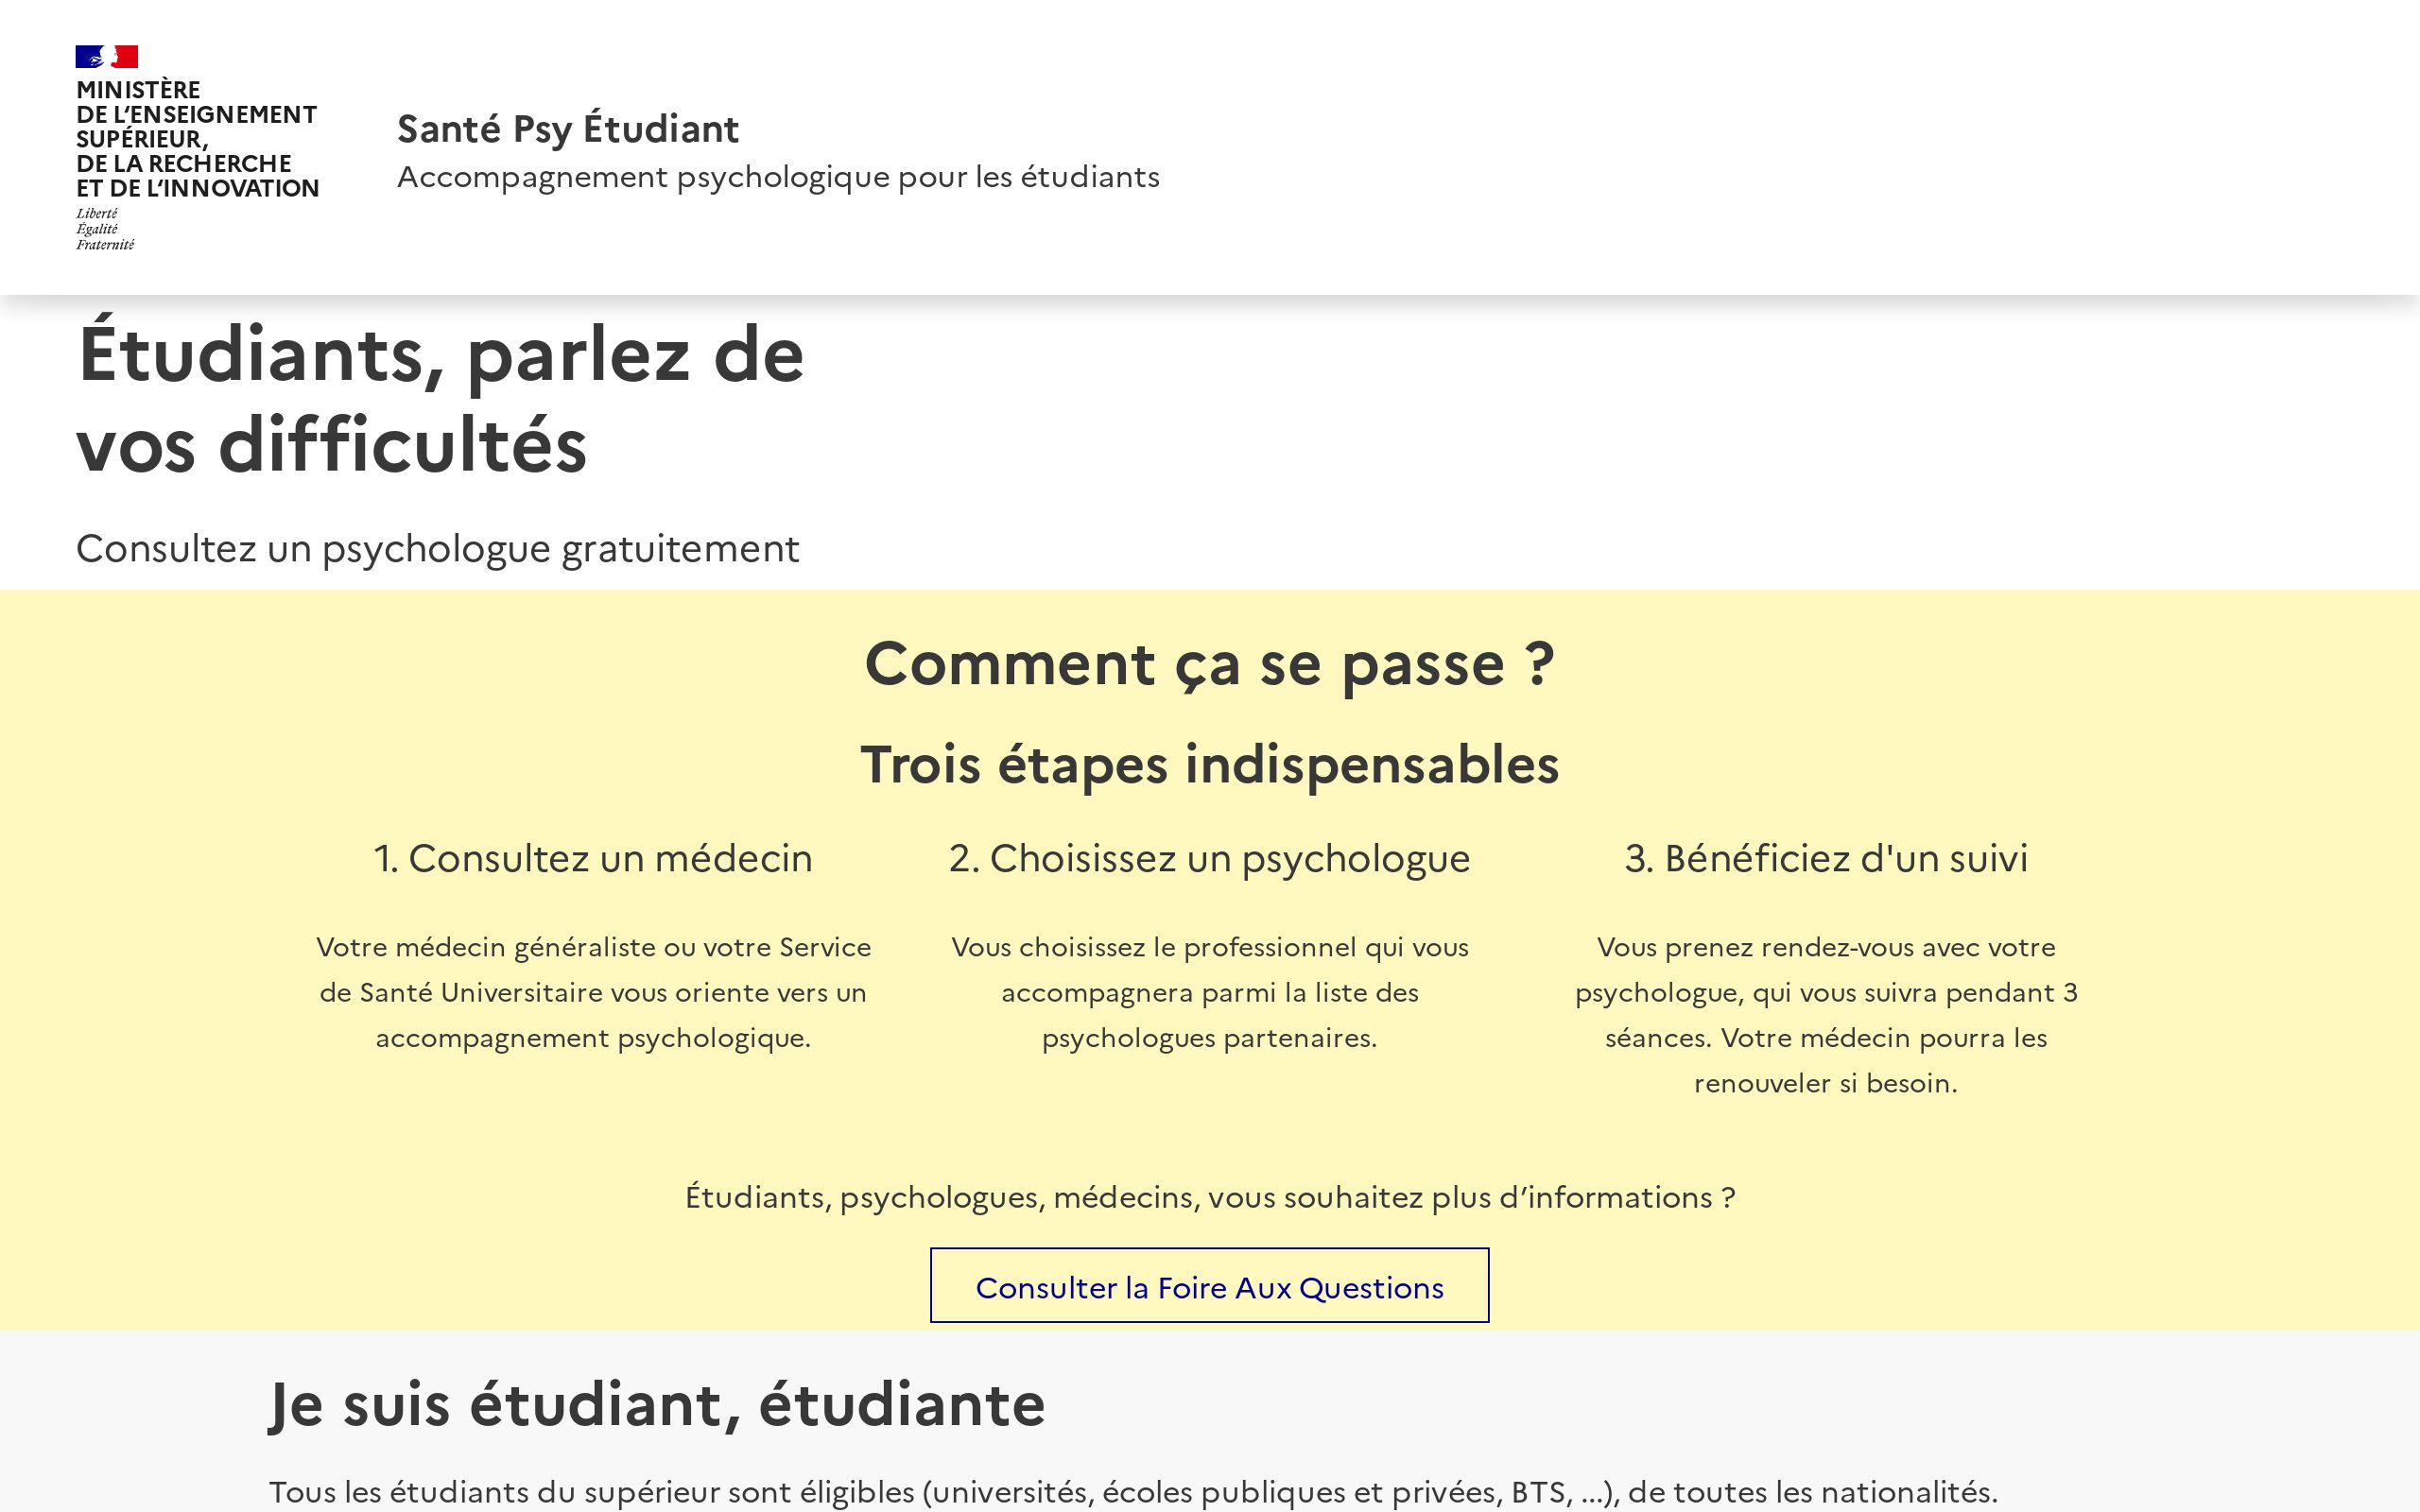 MINISTÈRE
DE L’ENSEIGNEMENT
SUPÉRIEUR,
DE LA RECHERCHE
ET DE L’INNOVATION
Liberté
Égalité
Fraternité
Santé Psy Étudiant
Accompagnement psychologique pour les étudiants
Étudiants, parlez de
vos difficultés
Consultez un psychologue gratuitement
Comment ça se passe ?
Trois étapes indispensables
1. Consultez un médecin
Votre médecin généraliste ou votre Service
de Santé Universitaire vous oriente vers un
accompagnement psychologique.
2. Choisissez un psychologue
Vous choisissez le professionnel qui vous
accompagnera parmi la liste des
psychologues partenaires.
3. Bénéficiez d'un suivi
Vous prenez rendez-vous avec votre
psychologue, qui vous suivra pendant 3
séances. Votre médecin pourra les
renouveler si besoin.
Étudiants, psychologues, médecins, vous souhaitez plus d’informations ?
Consulter la Foire Aux Questions
Je suis étudiant, étudiante
Tous les étudiants du supérieur sont éligibles (universités, écoles publiques et privées, BTS, ...), de toutes les nationalités.